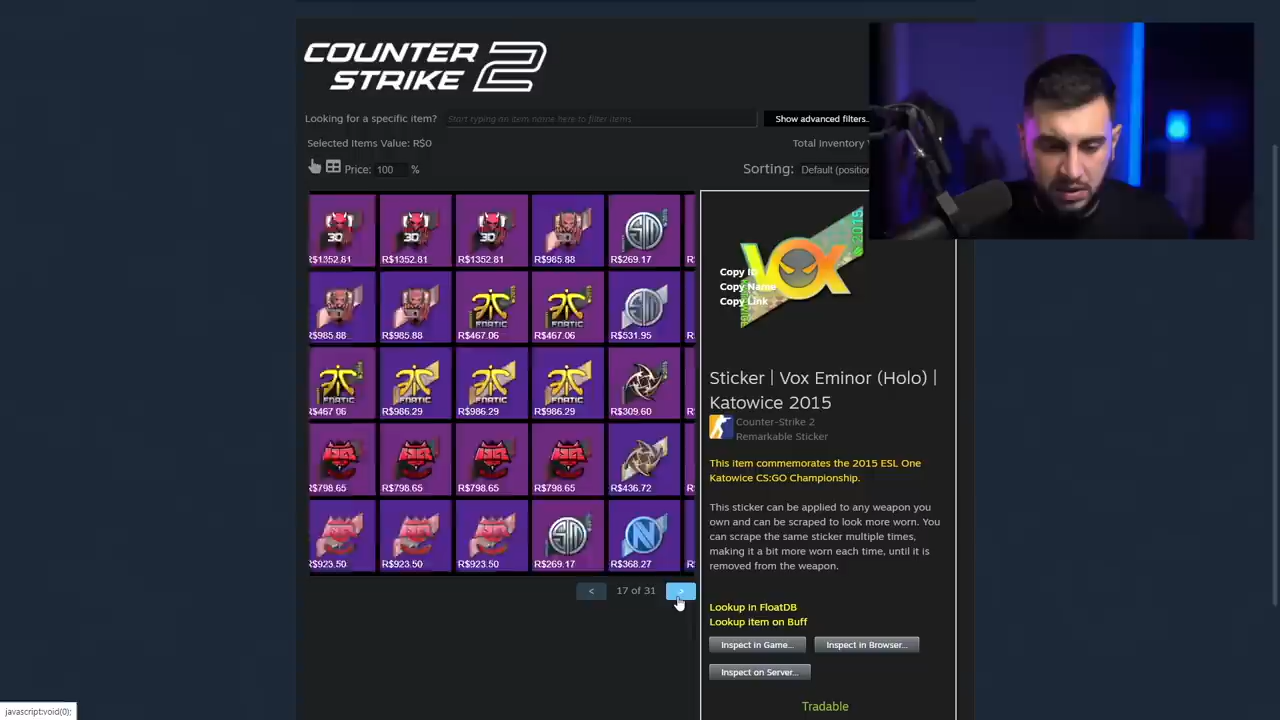 COUNTER
STRIKE 2
Looking for a specific item?
Start typing an item name here to filter items
Show advanced filters..
Selected Items Value: R$0
Total Inventory
Price: 100 %
Sorting:
Default (position
R$1352.81
R$1352.81
R$1352.81
R$985.88
R$269.17
R$985.88
R$985.88
R$467.06
R$467.06
R$531.95
R$467.06
R$986.29
R$986.29
R$986.29
R$309.60
R$798.65
R$798.65
R$798.65
R$798.65
R$436.72
R$923.50
R$923.50
R$923.50
R$269.17
R$368.27
< 17 of 31 >
VOX
2015
Copy ID
Copy Name
Copy Link
Sticker | Vox Eminor (Holo) |
Katowice 2015
Counter-Strike 2
Remarkable Sticker
This item commemorates the 2015 ESL One
Katowice CS:GO Championship.
This sticker can be applied to any weapon you
own and can be scraped to look more worn. You
can scrape the same sticker multiple times,
making it a bit more worn each time, until it is
removed from the weapon.
Lookup in FloatDB
Lookup item on Buff
Inspect in Game...
Inspect in Browser...
Inspect on Server...
Tradable
javascript:void(0);